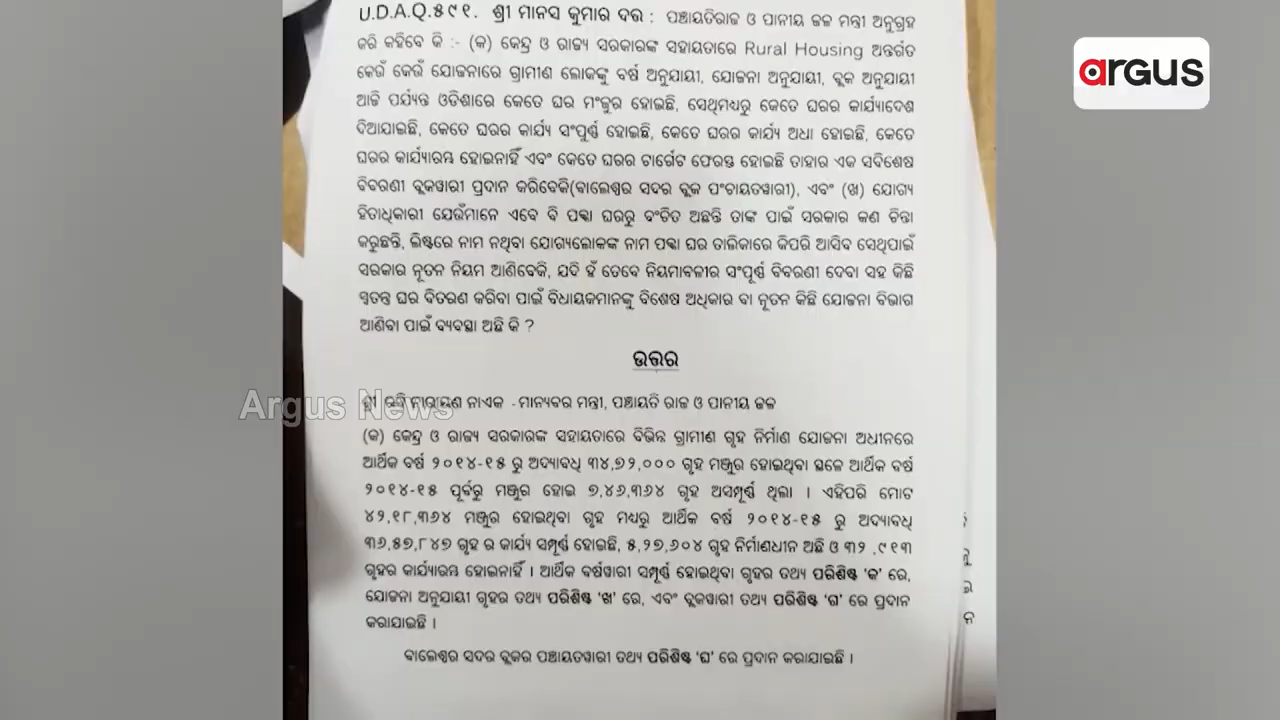 U.D.A.Q.୫୯୧. ଶ୍ରୀ ମାନସ କୁମାର ଦତ୍ତ : ପଞ୍ଚାୟତିରାଜ ଓ ପାନୀୟ ଜଳ ମନ୍ତ୍ରୀ ଅନୁଗ୍ରହ
କରି କହିବେ କି :- (କ) କେନ୍ଦ୍ର ଓ ରାଜ୍ୟ ସରକାରଙ୍କ ସହାୟତାରେ Rural Housing ଅନ୍ତର୍ଗତ
କେଉଁ କେଉଁ ଯୋଜନାରେ ଗ୍ରାମୀଣ ଲୋକଙ୍କୁ ବର୍ଷ ଅନୁଯାୟୀ, ଯୋଜନା ଅନୁଯାୟୀ, ବ୍ଲକ ଅନୁଯାୟୀ
ଆଜି ପର୍ଯ୍ୟନ୍ତ ଓଡିଶାରେ କେତେ ଘର ମଂଜୁର ହୋଇଛି, ସେଥିମଧ୍ୟରୁ କେତେ ଘରର କାର୍ଯ୍ୟାଦେଶ
ଦିଆଯାଇଛି, କେତେ ଘରର କାର୍ଯ୍ୟ ସଂପୂର୍ଣ୍ଣ ହୋଇଛି, କେତେ ଘରର କାର୍ଯ୍ୟ ଅଧା ହୋଇଛି, କେତେ
ଘରର କାର୍ଯ୍ୟାରମ୍ଭ ହୋଇନାହିଁ ଏବଂ କେତେ ଘରର ଟାର୍ଗେଟ ଫେରସ୍ତ ହୋଇଛି ତାହାର ଏକ ସବିଶେଷ
ବିବରଣୀ ବ୍ଲକୱାରୀ ପ୍ରଦାନ କରିବେକି(ବାଲେଶ୍ୱର ସଦର ବ୍ଲକ ପଂଚାୟତୱାରୀ), ଏବଂ (ଖ) ଯୋଗ୍ୟ
ହିତାଧିକାରୀ ଯେଉଁମାନେ ଏବେ ବି ପକ୍କା ଘରରୁ ବଂଚିତ ଅଛନ୍ତି ତାଙ୍କ ପାଇଁ ସରକାର କଣ ଚିନ୍ତା
କରୁଛନ୍ତି, ଲିଷ୍ଟରେ ନାମ ନଥିବା ଯୋଗ୍ୟଲୋକଙ୍କ ନାମ ପକ୍କା ଘର ତାଲିକାରେ କିପରି ଆସିବ ସେଥିପାଇଁ
ସରକାର ନୂତନ ନିୟମ ଆଣିବେକି, ଯଦି ହଁ ତେବେ ନିୟମାବଳୀର ସଂପୂର୍ଣ୍ଣ ବିବରଣୀ ଦେବା ସହ କିଛି
ସ୍ୱତନ୍ତ୍ର ଘର ବିତରଣ କରିବା ପାଇଁ ବିଧାୟକମାନଙ୍କୁ ବିଶେଷ ଅଧିକାର ବା ନୂତନ କିଛି ଯୋଜନା ବିଭାଗ
ଆଣିବା ପାଇଁ ବ୍ୟବସ୍ଥା ଅଛି କି ?
ଉତ୍ତର
ଶ୍ରୀ ରବି ନାରାୟଣ ନାଏକ - ମାନ୍ୟବର ମନ୍ତ୍ରୀ, ପଞ୍ଚାୟତି ରାଜ ଓ ପାନୀୟ ଜଳ
(କ) କେନ୍ଦ୍ର ଓ ରାଜ୍ୟ ସରକାରଙ୍କ ସହାୟତାରେ ବିଭିନ୍ନ ଗ୍ରାମୀଣ ଗୃହ ନିର୍ମାଣ ଯୋଜନା ଅଧୀନରେ
ଆର୍ଥିକ ବର୍ଷ ୨୦୧୪-୧୫ ରୁ ଅଦ୍ୟାବଧି ୩୪,୭୨,୦୦୦ ଗୃହ ମଞ୍ଜୁର ହୋଇଥିବା ସ୍ଥଳେ ଆର୍ଥିକ ବର୍ଷ
୨୦୧୪-୧୫ ପୂର୍ବରୁ ମଞ୍ଜୁର ହୋଇ ୭,୪୬,୩୬୪ ଗୃହ ଅସମ୍ପୂର୍ଣ୍ଣ ଥିଲା । ଏହିପରି ମୋଟ
୪୨,୧୮,୩୬୪ ମଞ୍ଜୁର ହୋଇଥିବା ଗୃହ ମଧ୍ୟରୁ ଆର୍ଥିକ ବର୍ଷ ୨୦୧୪-୧୫ ରୁ ଅଦ୍ୟାବଧି
୩୬,୫୭,୮୪୭ ଗୃହ ର କାର୍ଯ୍ୟ ସମ୍ପୂର୍ଣ୍ଣ ହୋଇଛି, ୫,୨୭,୬୦୪ ଗୃହ ନିର୍ମାଣଧୀନ ଅଛି ଓ ୩୨ ,୯୧୩
ଗୃହର କାର୍ଯ୍ୟାରମ୍ଭ ହୋଇନାହିଁ । ଆର୍ଥିକ ବର୍ଷୱାରୀ ସମ୍ପୂର୍ଣ୍ଣ ହୋଇଥିବା ଗୃହର ତଥ୍ୟ ପରିଶିଷ୍ଟ ‘କ’ ରେ,
ଯୋଜନା ଅନୁଯାୟୀ ଗୃହର ତଥ୍ୟ ପରିଶିଷ୍ଟ ‘ଖ’ ରେ, ଏବଂ ବ୍ଲକୱାରୀ ତଥ୍ୟ ପରିଶିଷ୍ଟ ‘ଗ’ ରେ ପ୍ରଦାନ
କରାଯାଇଛି ।
ବାଲେଶ୍ୱର ସଦର ବ୍ଲକର ପଞ୍ଚାୟତୱାରୀ ତଥ୍ୟ ପରିଶିଷ୍ଟ ‘ଘ’ ରେ ପ୍ରଦାନ କରାଯାଇଛି ।
argus
Argus News